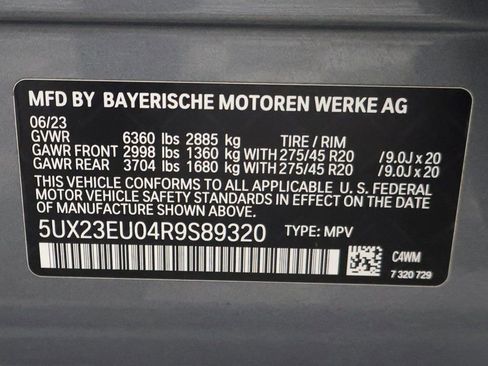 MFD BY BAYERISCHE MOTOREN WERKE AG
06/23
GVWR 6360 lbs 2885 kg TIRE / RIM
GAWR FRONT 2998 lbs 1360 kg WITH 275/45 R20 /9.0J x 20
GAWR REAR 3704 lbs 1680 kg WITH 275/45 R20 /9.0J x 20
THIS VEHICLE CONFORMS TO ALL APPLICABLE U. S. FEDERAL
MOTOR VEHICLE SAFETY STANDARDS IN EFFECT ON THE
DATE OF MANUFACTURE SHOWN ABOVE.
5UX23EU04R9S89320 TYPE: MPV
C4WM
7 320 729